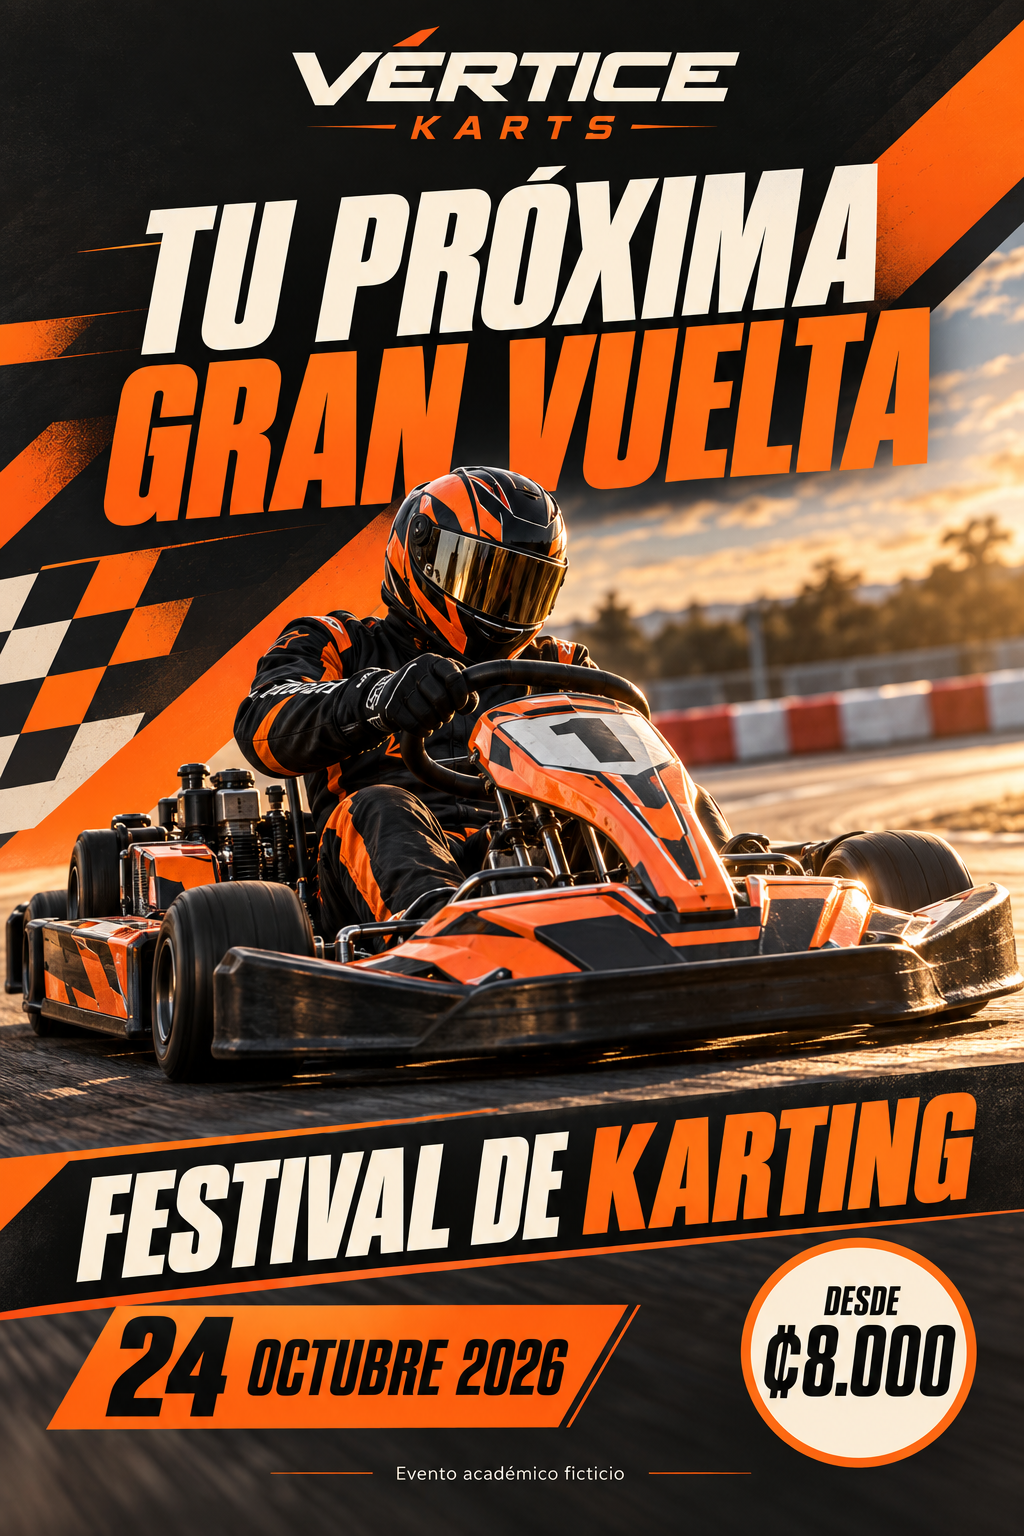 VÉRTICE
KARTS
TU PRÓXIMA
GRAN VUELTA
1
FESTIVAL DE KARTING
24 OCTUBRE 2026
DESDE
₡8.000
Evento académico ficticio